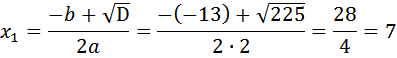 x₁ = (-b + √D)/(2a) = (-(-13) + √225)/(2 · 2) = 28/4 = 7